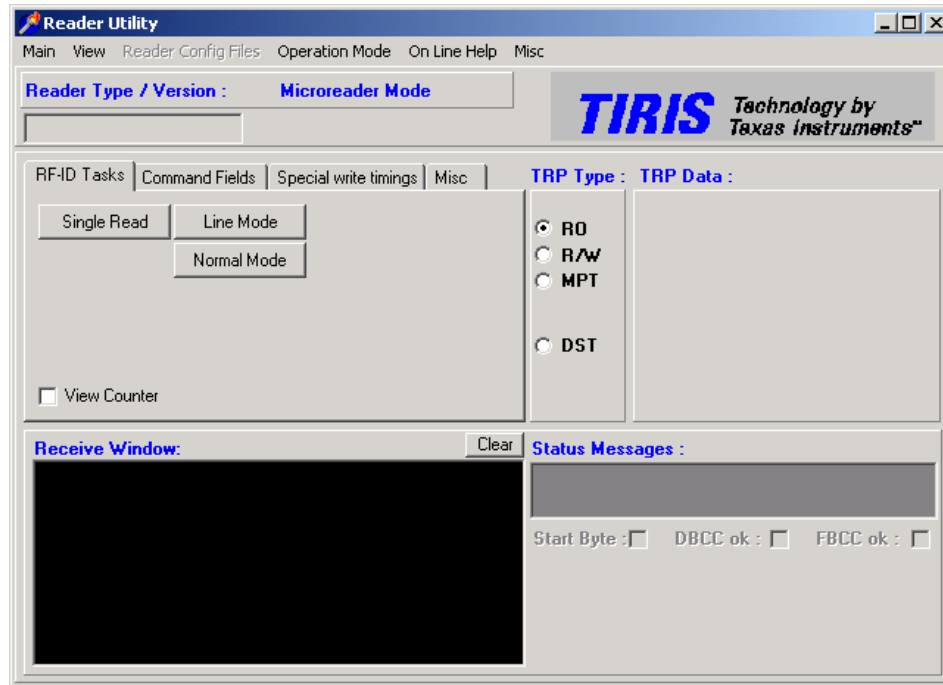 Reader Utility
Main View Reader Config Files Operation Mode On Line Help Misc
Reader Type / Version : Microreader Mode
TIRIS Technology by
Texas Instruments™
RF-ID Tasks Command Fields Special write timings Misc
TRP Type : TRP Data :
Single Read Line Mode
Normal Mode
RO
R/W
MPT
DST
View Counter
Receive Window: Clear
Status Messages :
Start Byte : DBCC ok : FBCC ok :